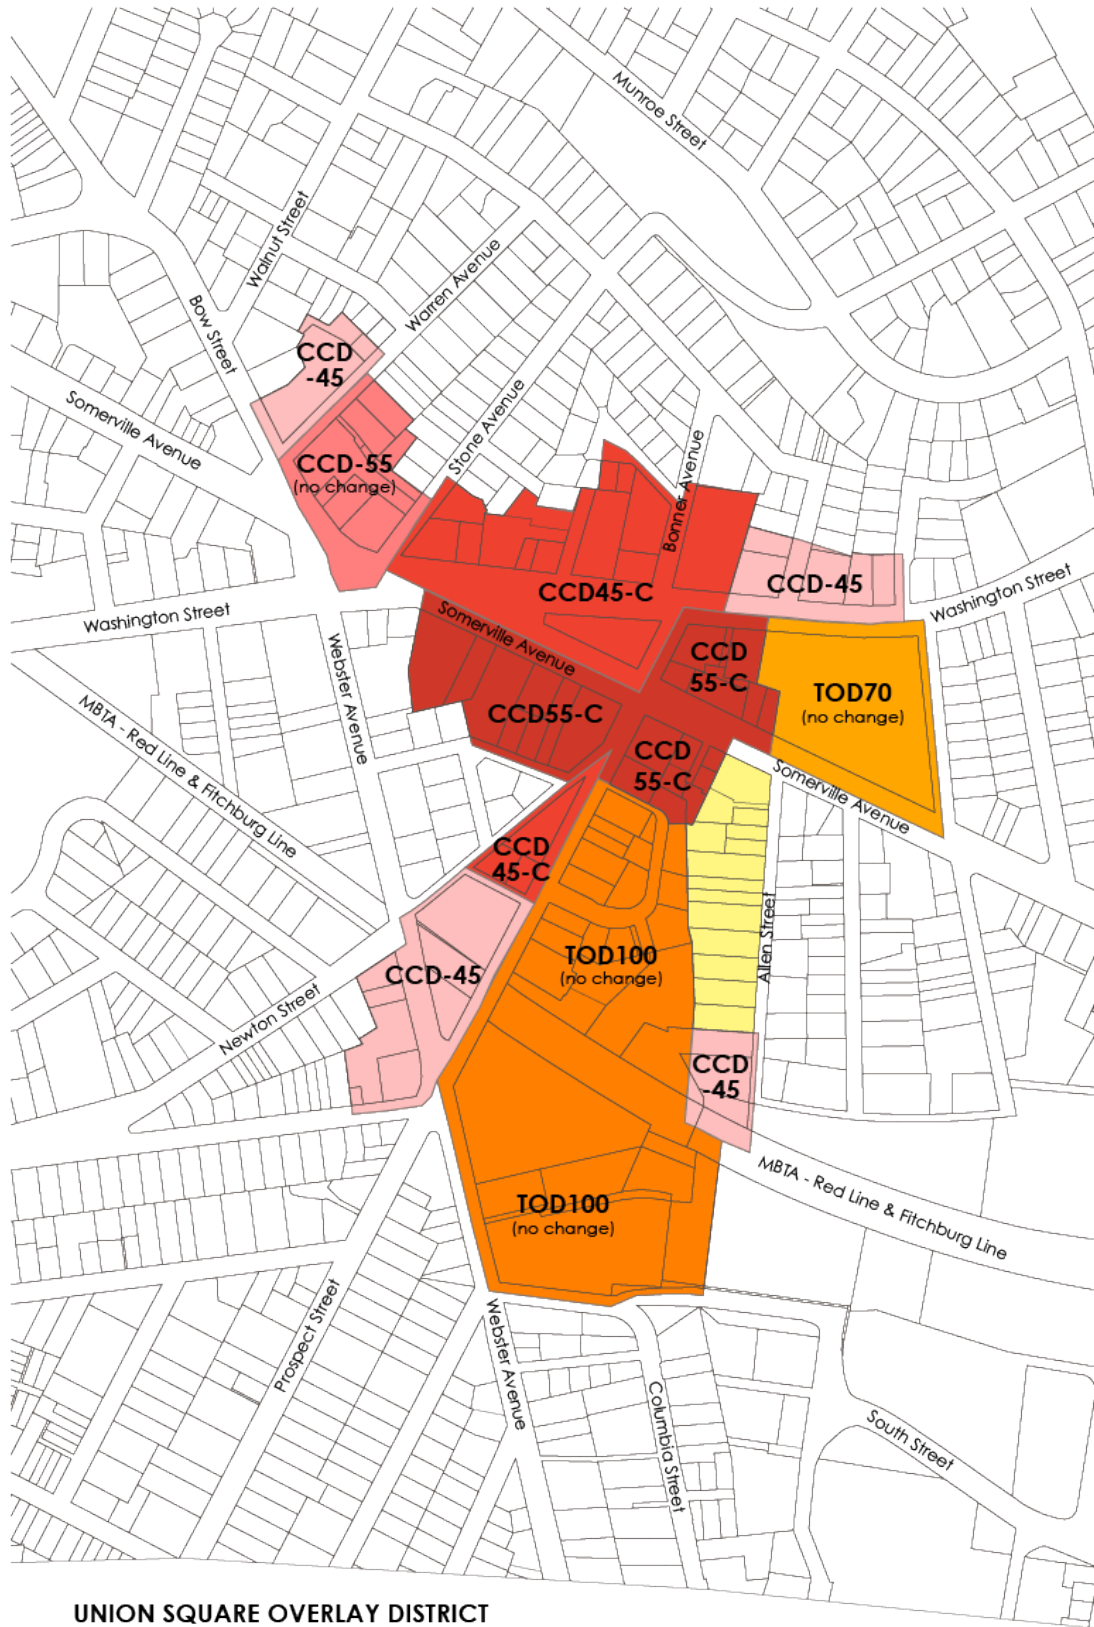 Munroe Street
Walnut Street
Warren Avenue
Bow Street
CCD
-45
Somerville Avenue
Stone Avenue
CCD-55
(no change)
Bonner Avenue
CCD45-C
CCD-45
Washington Street
Washington Street
Somerville Avenue
Webster Avenue
CCD
55-C
TOD70
(no change)
MBTA - Red Line & Fitchburg Line
CCD55-C
CCD
55-C
Somerville Avenue
CCD
45-C
Allen Street
TOD100
(no change)
CCD-45
Newton Street
CCD
-45
MBTA - Red Line & Fitchburg Line
TOD100
(no change)
Prospect Street
Webster Avenue
Columbia Street
South Street
UNION SQUARE OVERLAY DISTRICT